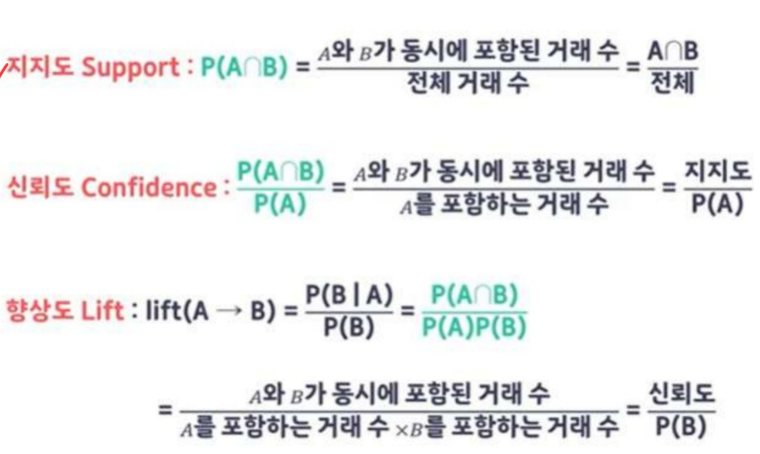 지지도 Support : P(A∩B) = A와 B가 동시에 포함된 거래 수 / 전체 거래 수 = A∩B / 전체
신뢰도 Confidence : P(A∩B) / P(A) = A와 B가 동시에 포함된 거래 수 / A를 포함하는 거래 수 = 지지도 / P(A)
향상도 Lift : lift(A → B) = P(B | A) / P(B) = P(A∩B) / P(A)P(B)
= A와 B가 동시에 포함된 거래 수 / A를 포함하는 거래 수 ×B를 포함하는 거래 수 = 신뢰도 / P(B)